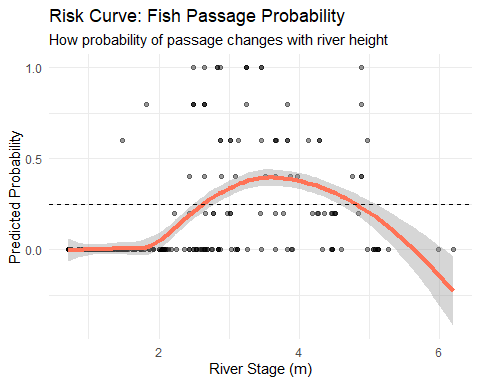 Risk Curve: Fish Passage Probability
How probability of passage changes with river height
1.0
0.5
0.0
Predicted Probability
2
4
6
River Stage (m)